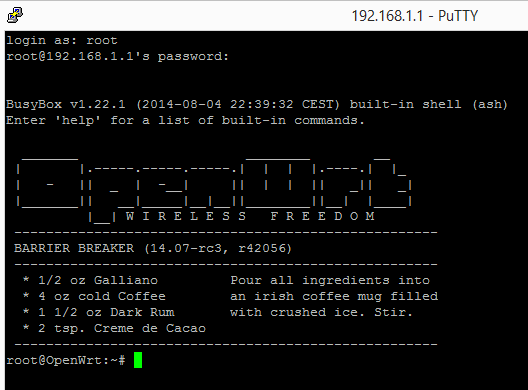 192.168.1.1 - PuTTY
login as: root
root@192.168.1.1's password:
BusyBox v1.22.1 (2014-08-04 22:39:32 CEST) built-in shell (ash)
Enter 'help' for a list of built-in commands.
OpenWrt
W I R E L E S S   F R E E D O M
BARRIER BREAKER (14.07-rc3, r42056)
* 1/2 oz Galliano         Pour all ingredients into
* 4 oz cold Coffee        an irish coffee mug filled
* 1 1/2 oz Dark Rum       with crushed ice. Stir.
* 2 tsp. Creme de Cacao
root@OpenWrt:~#